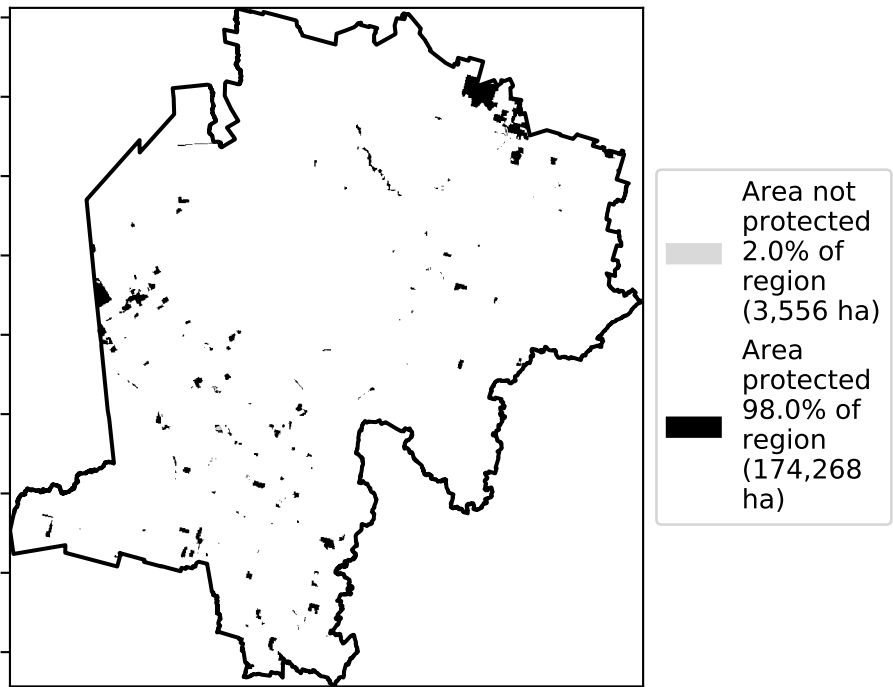 Area not
protected
2.0% of
region
(3,556 ha)
Area
protected
98.0% of
region
(174,268
ha)